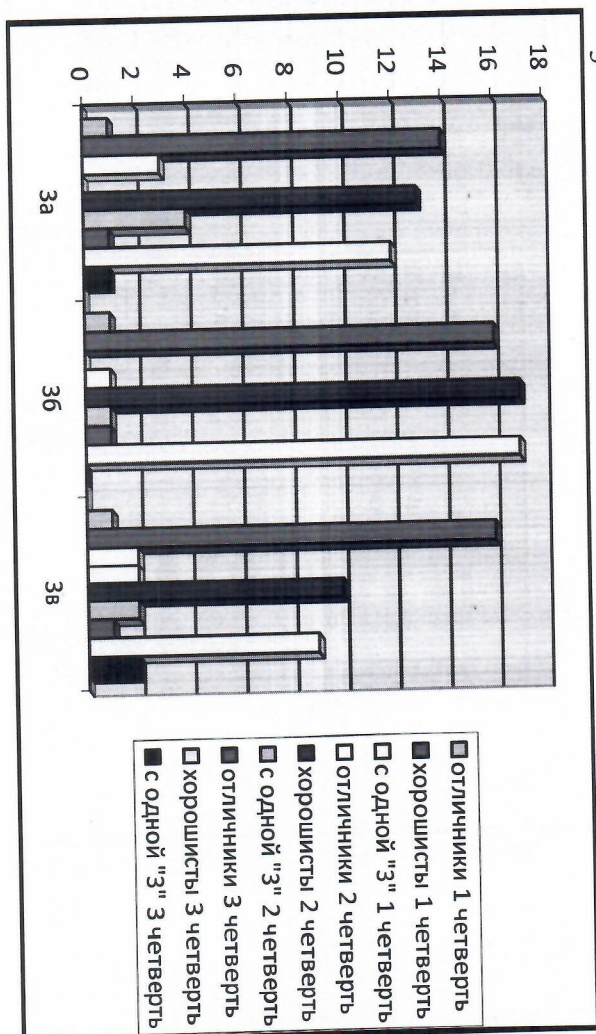 18
16
14
12
10
8
6
4
2
0
3а
3б
3в
отличники 1 четверть
хорошисты 1 четверть
с одной "3" 1 четверть
отличники 2 четверть
хорошисты 2 четверть
с одной "3" 2 четверть
отличники 3 четверть
хорошисты 3 четверть
с одной "3" 3 четверть